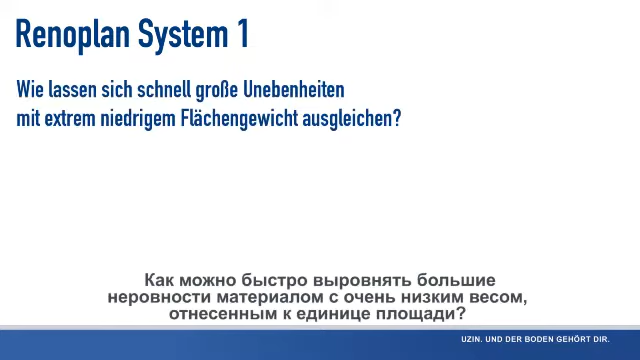 Renoplan System 1
Wie lassen sich schnell große Unebenheiten
mit extrem niedrigem Flächengewicht ausgleichen?
Как можно быстро выровнять большие
неровности материалом с очень низким весом,
отнесенным к единице площади?
UZIN. UND DER BODEN GEHÖRT DIR.